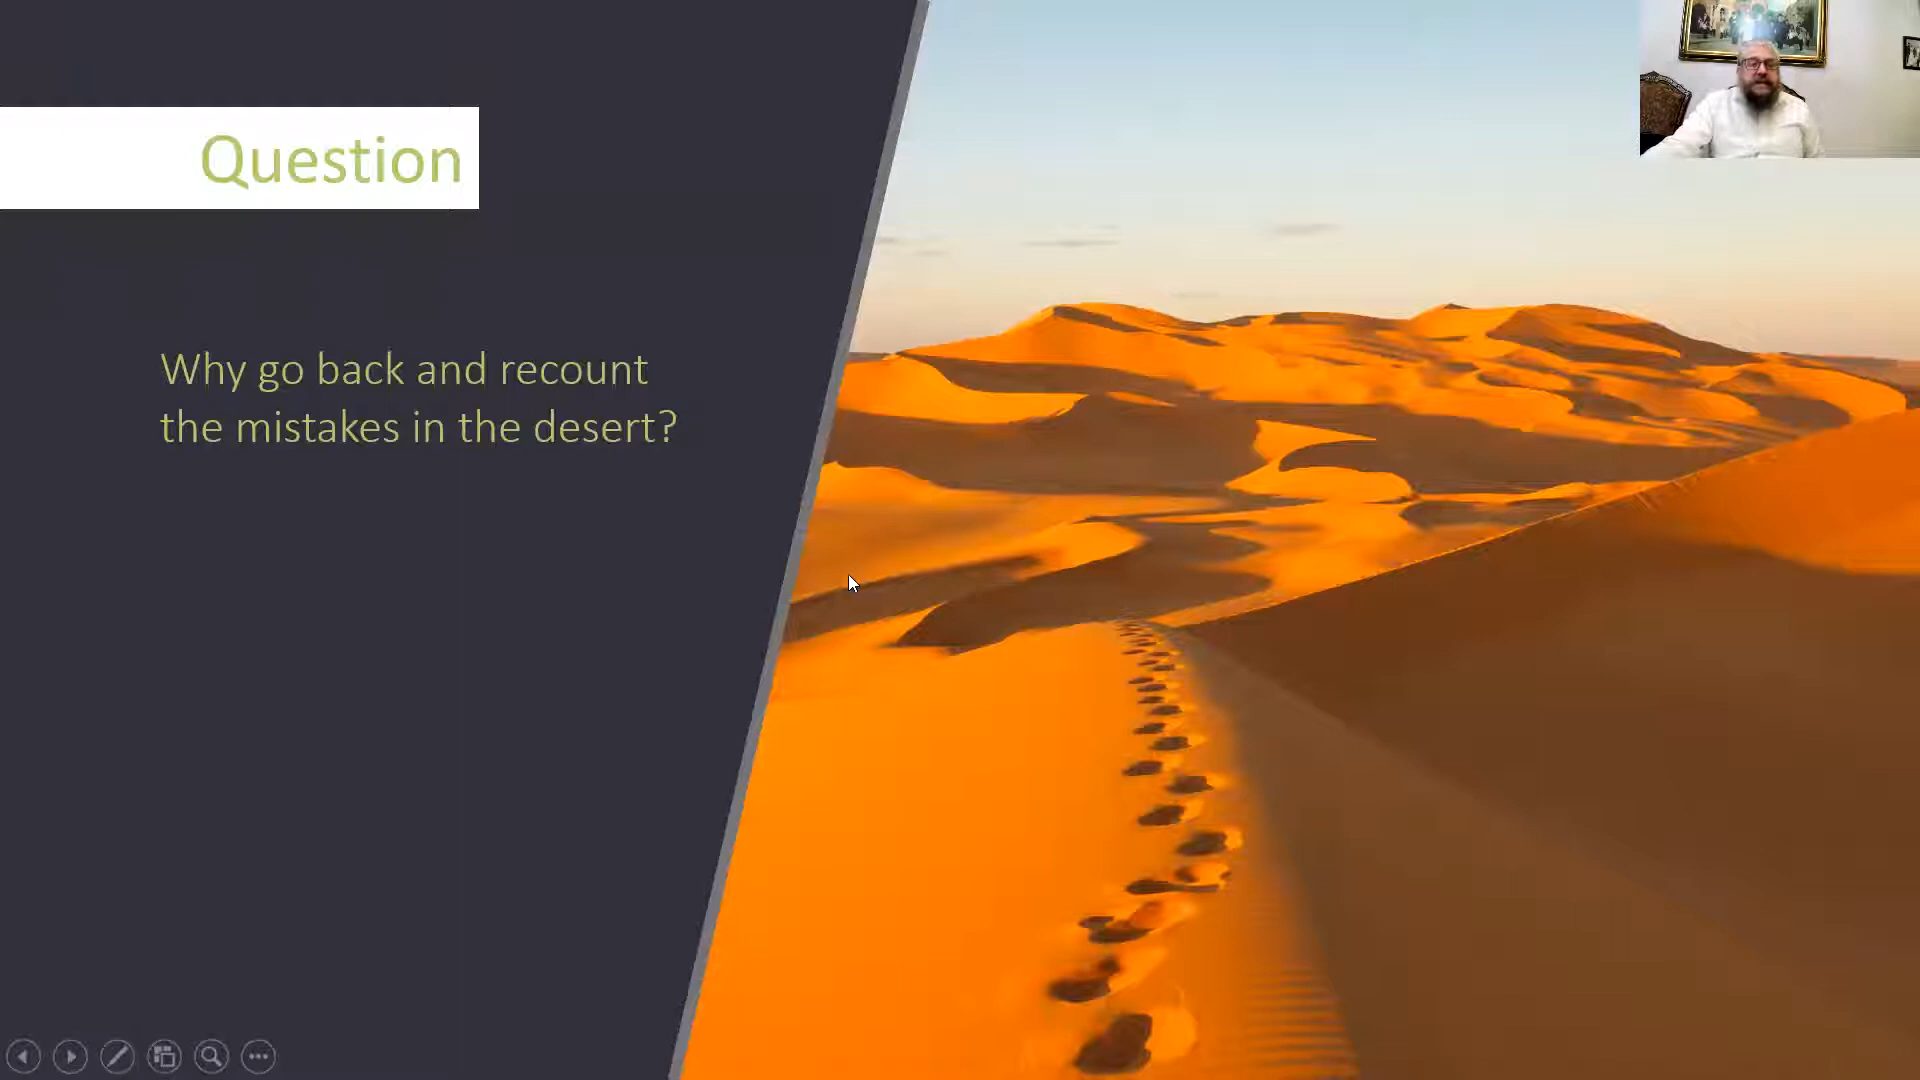 Question
Why go back and recount
the mistakes in the desert?